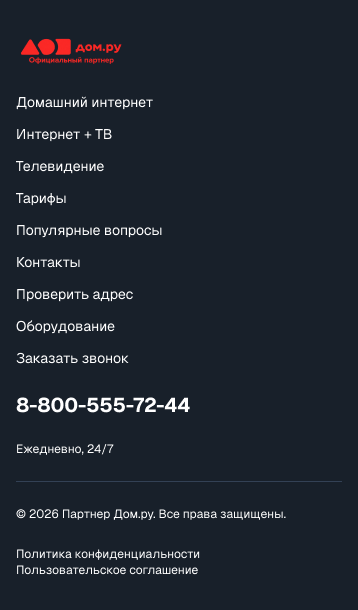 дом.ру
Официальный партнер
Домашний интернет
Интернет + ТВ
Телевидение
Тарифы
Популярные вопросы
Контакты
Проверить адрес
Оборудование
Заказать звонок
8-800-555-72-44
Ежедневно, 24/7
© 2026 Партнер Дом.ру. Все права защищены.
Политика конфиденциальности
Пользовательское соглашение